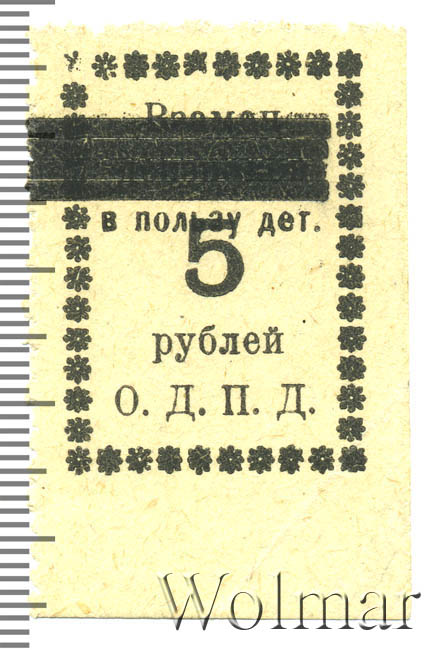 в пользу дет.
5
рублей
О. Д. П. Д.
Wolmar